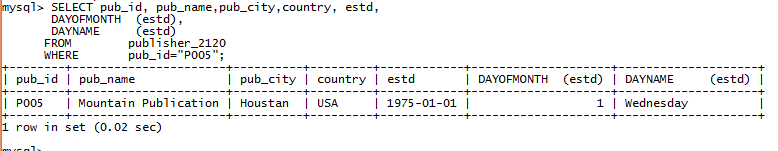 mysql> SELECT pub_id, pub_name,pub_city,country, estd,
       DAYOFMONTH  (estd),
       DAYNAME     (estd)
      FROM        publisher_2120
      WHERE       pub_id="P005";
+--------+----------------------+----------+---------+------------+--------------------+--------------------+
| pub_id | pub_name             | pub_city | country | estd       | DAYOFMONTH  (estd) | DAYNAME     (estd) |
+--------+----------------------+----------+---------+------------+--------------------+--------------------+
| P005   | Mountain Publication | Houstan  | USA     | 1975-01-01 |                  1 | Wednesday          |
+--------+----------------------+----------+---------+------------+--------------------+--------------------+
1 row in set (0.02 sec)
mysql>